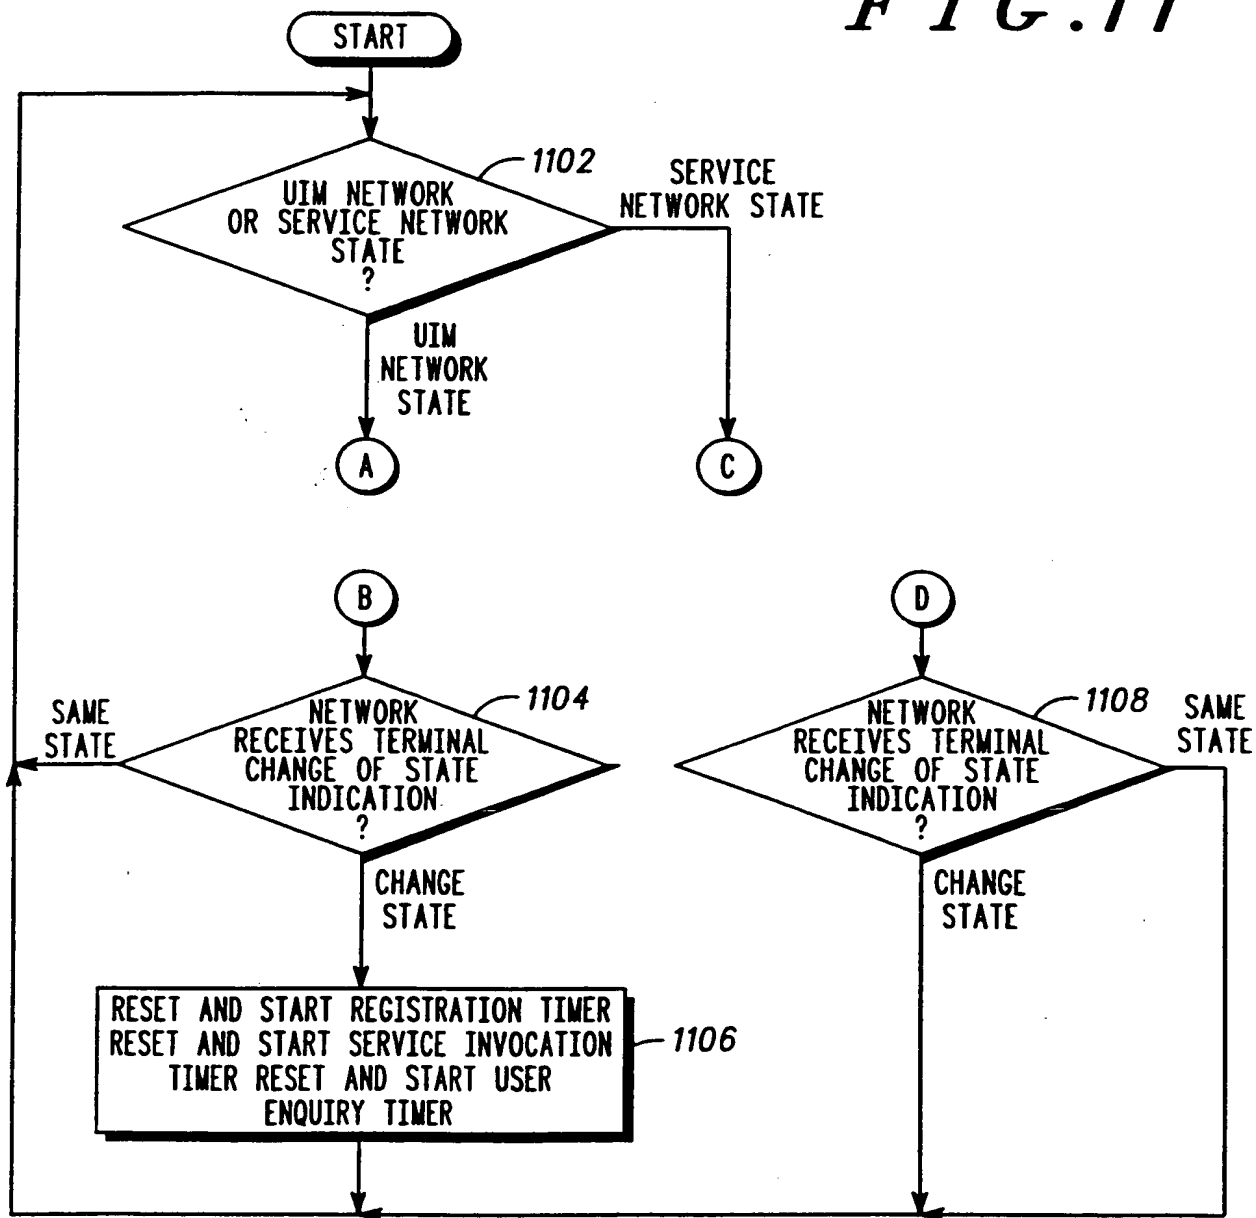 FIG.11
START
1102
UIM NETWORK
OR SERVICE NETWORK
STATE
?
SERVICE
NETWORK STATE
UIM
NETWORK
STATE
A
C
B
D
SAME
STATE
1104
NETWORK
RECEIVES TERMINAL
CHANGE OF STATE
INDICATION
?
1108
NETWORK
RECEIVES TERMINAL
CHANGE OF STATE
INDICATION
?
SAME
STATE
CHANGE
STATE
CHANGE
STATE
RESET AND START REGISTRATION TIMER
RESET AND START SERVICE INVOCATION
TIMER RESET AND START USER
ENQUIRY TIMER
1106